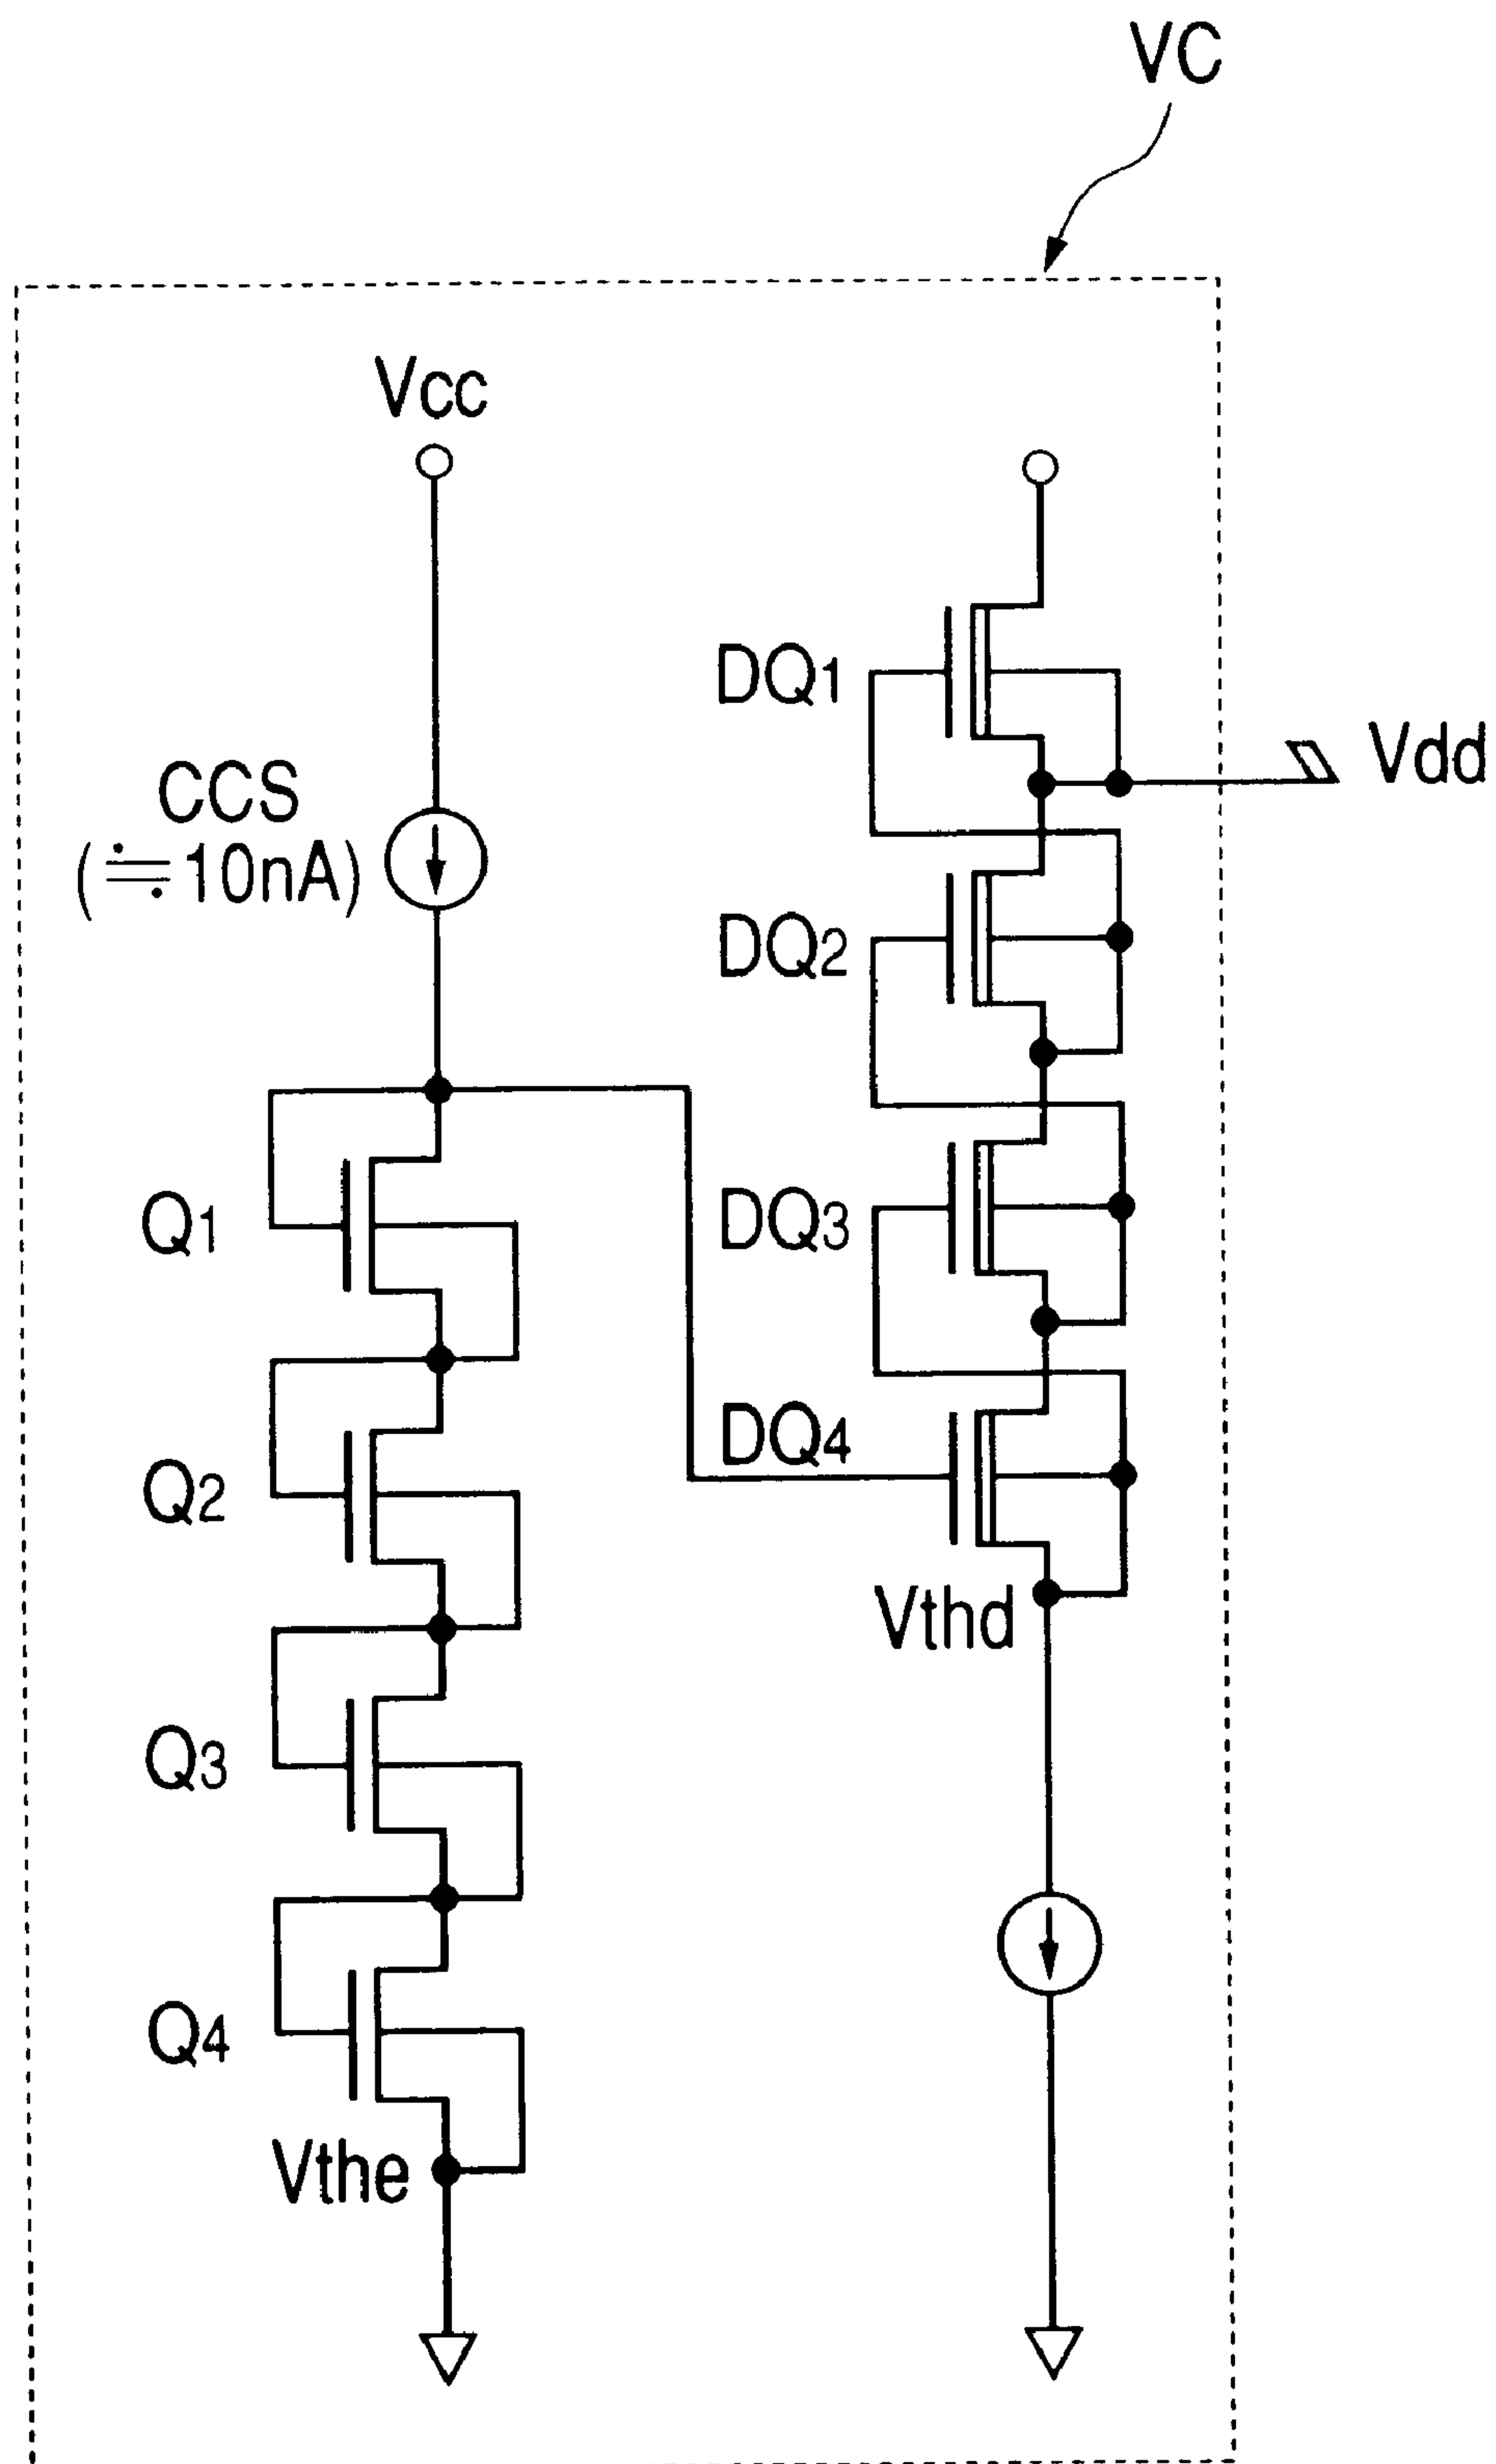 VC
Vcc
DQ1
Vdd
CCS
(≒10nA)
DQ2
Q1
DQ3
DQ4
Q2
Vthd
Q3
Q4
Vthe